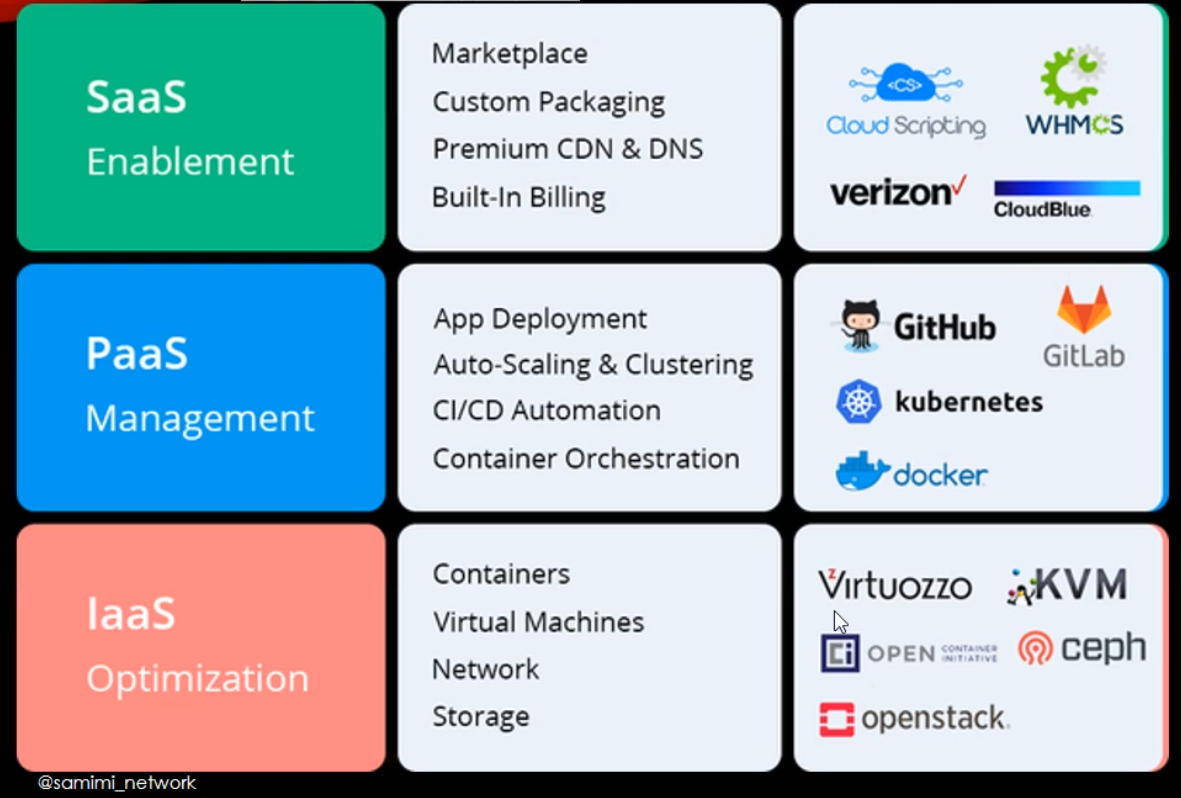 SaaS
Enablement
Marketplace
Custom Packaging
Premium CDN & DNS
Built-In Billing
<CS>
Cloud Scripting
WHMCS
verizon✓
CloudBlue
PaaS
Management
App Deployment
Auto-Scaling & Clustering
CI/CD Automation
Container Orchestration
GitHub
GitLab
kubernetes
docker
IaaS
Optimization
Containers
Virtual Machines
Network
Storage
Virtuozzo
KVM
Ci OPEN CONTAINER INITIATIVE
ceph
openstack.
@samimi_network